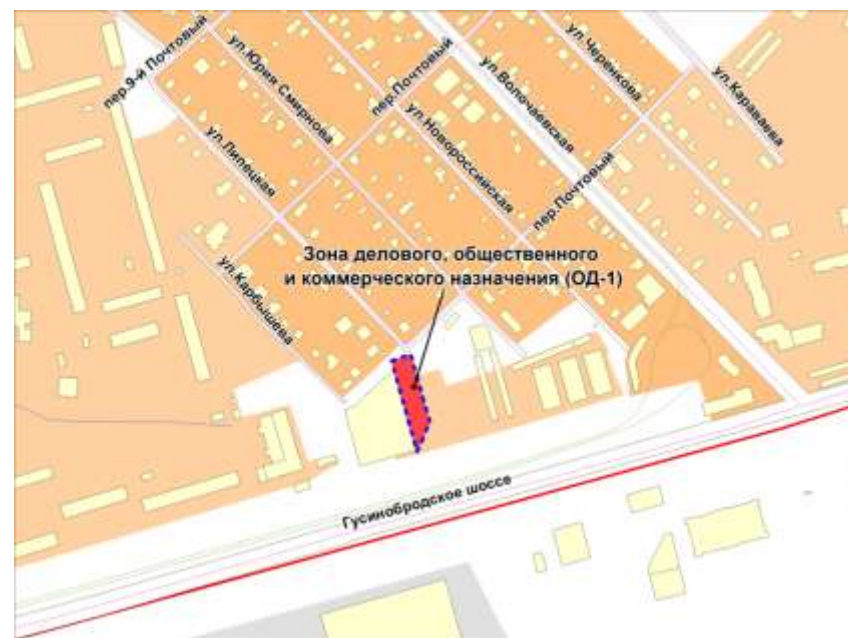 пер.9-й Почтовый
ул.Юрия Смирнова
пер.Почтовый
ул.Волочаевская
ул.Черенкова
ул.Караваева
ул.Липецкая
ул.Новороссийская
пер.Почтовый
ул.Карбышева
Зона делового, общественного
и коммерческого назначения (ОД-1)
Гусинобродское шоссе